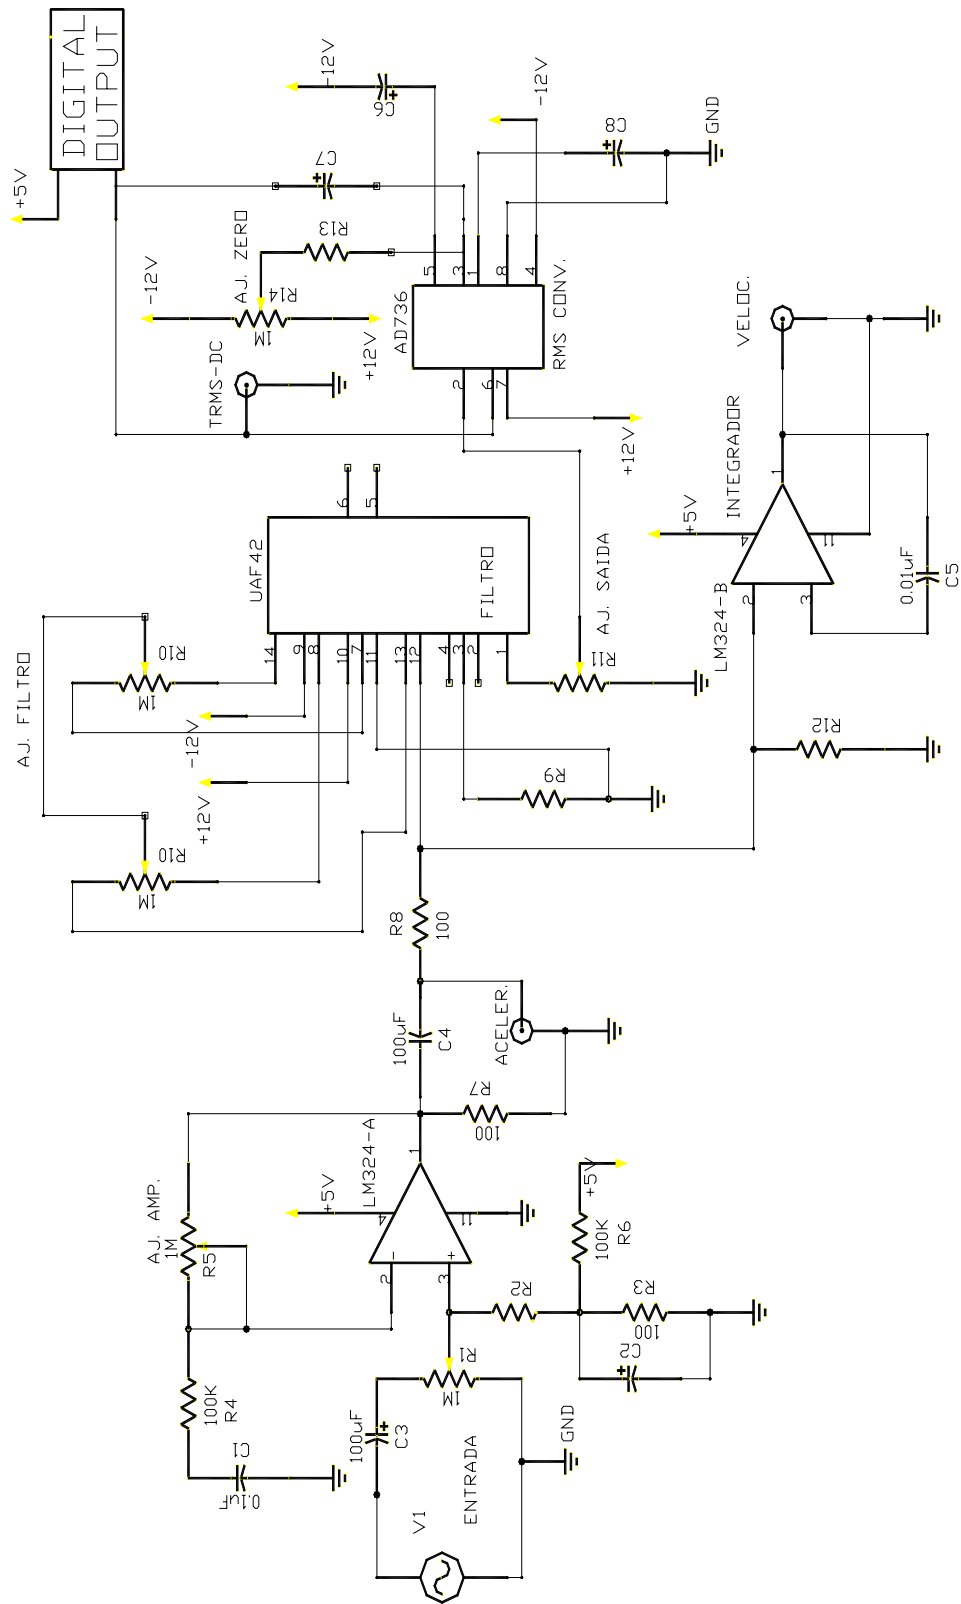 DIGITAL
OUTPUT
+5V
-12V
C6
-12V
C7
C8
GND
R13
AJ. ZERO
-12V
R14
1M
+12V
TRMS-DC
AD736
5
3
1
8
4
RMS CONV.
2
6
7
+12V
VELOC.
INTEGRADOR
1
+5V
4
11
LM324-B
2
3
0.01uF
C5
UAF42
6
5
FILTRO
14
9
8
10
7
11
13
12
4
3
2
1
AJ. SAIDA
R11
AJ. FILTRO
R10
1M
-12V
+12V
R10
1M
R9
R12
R8
100
100uF
C4
ACELER.
R7
100
1
LM324-A
+5V
4
11
-
+
2
3
AJ. AMP.
1M
R5
+5V
100K
R6
R2
R3
100
C2
R1
1M
100K
R4
C1
0.1uF
100uF
C3
ENTRADA
GND
V1